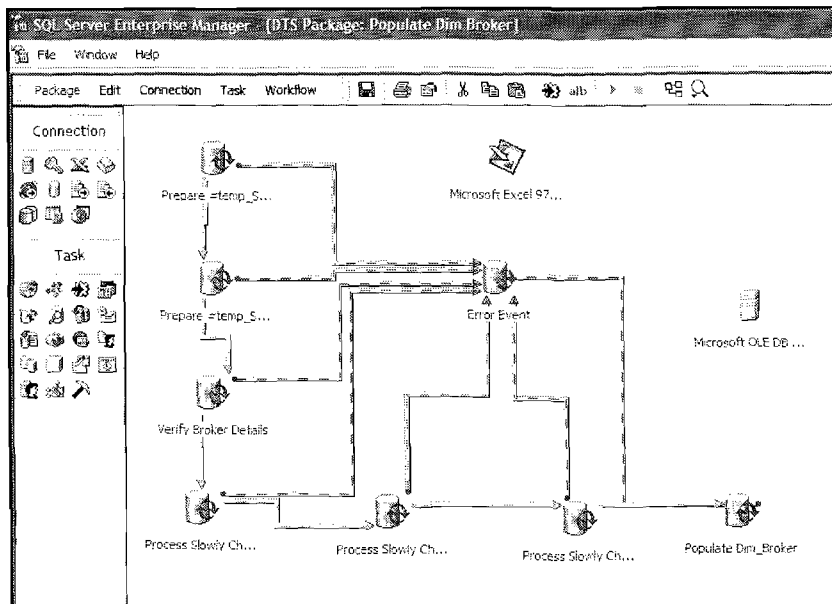 SQL Server Enterprise Manager - [DTS Package: Populate Dim Broker]
File Window Help
Package Edit Connection Task Workflow alb
Connection
Task
Prepare #temp_S...
Microsoft Excel 97...
Prepare #temp_S...
Error Event
Microsoft OLE DB ...
Verify Broker Details
Process Slowly Ch...
Process Slowly Ch...
Process Slowly Ch...
Populate Dim_Broker